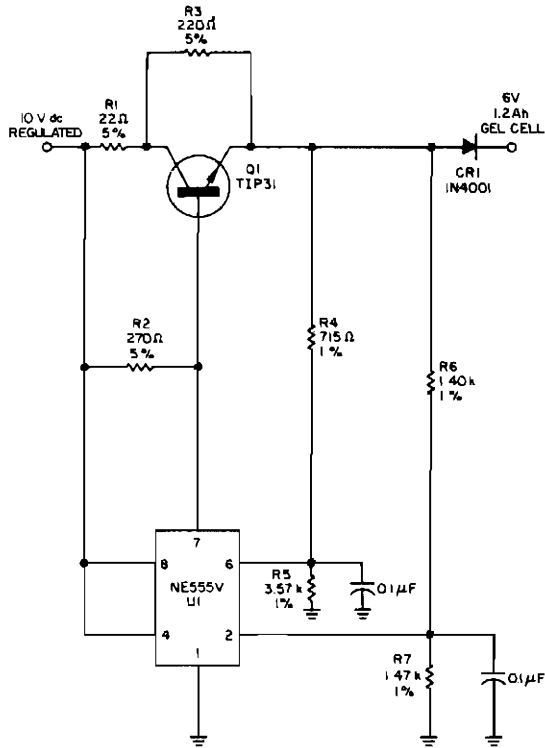 R3
220Ω
5%
6V
1.2Ah
GEL CELL
10 V dc
REGULATED
R1
22Ω
5%
Q1
TIP31
CR1
1N4001
R2
270Ω
5%
R4
715Ω
1%
R6
1.40k
1%
7
8
6
NE555V
U1
R5
3.57k
1%
0.1µF
4
2
1
R7
1.47k
1%
0.1µF